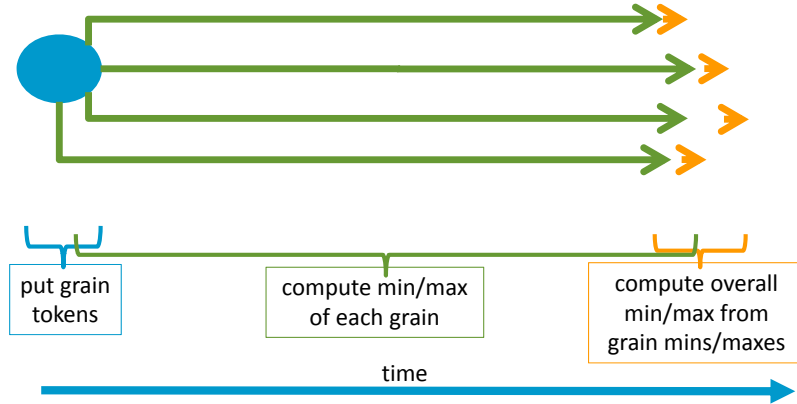 put grain
tokens
compute min/max
of each grain
compute overall
min/max from
grain mins/maxes
time